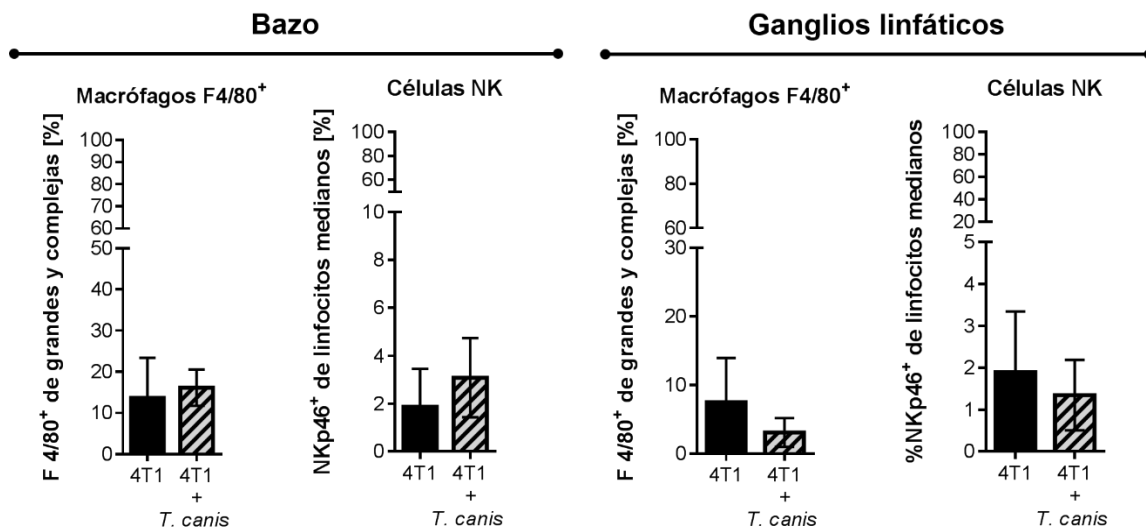 Bazo
Macrófagos F4/80+
F 4/80+ de grandes y complejas [%]
100
90
80
70
60
50
40
30
20
10
0
4T1
4T1
+
T. canis
Células NK
NKp46+ de linfocitos medianos [%]
100
80
60
10
8
6
4
2
0
4T1
4T1
+
T. canis
Ganglios linfáticos
Macrófagos F4/80+
F 4/80+ de grandes y complejas [%]
100
80
60
30
20
10
0
4T1
4T1
+
T. canis
Células NK
%NKp46+ de linfocitos medianos
100
80
60
40
20
5
4
3
2
1
0
4T1
4T1
+
T. canis